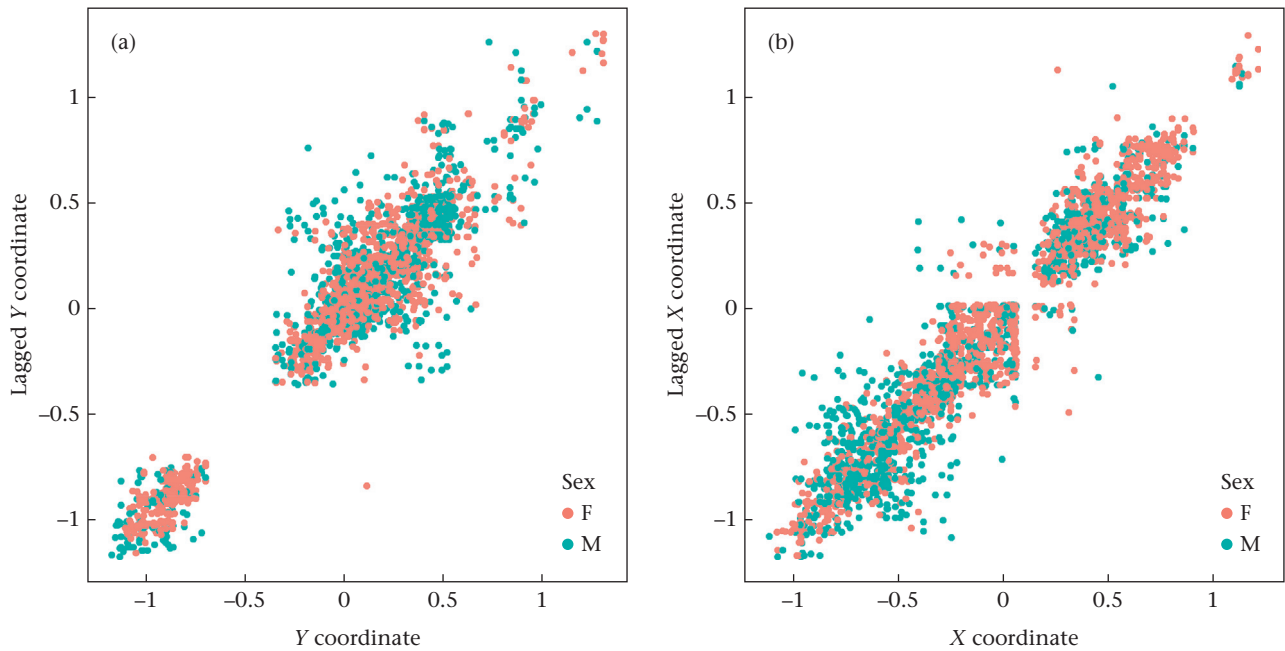 (a)
Lagged Y coordinate
1
0.5
0
−0.5
−1
−1
−0.5
0
0.5
1
Y coordinate
Sex
F
M
(b)
Lagged X coordinate
1
0.5
0
−0.5
−1
−1
−0.5
0
0.5
1
X coordinate
Sex
F
M